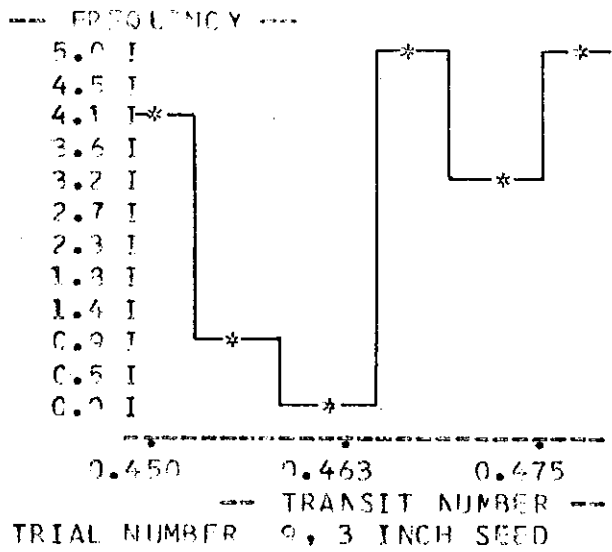 --- FREQUENCY ---
5.0 I
4.5 I
4.1 I
3.6 I
3.2 I
2.7 I
2.3 I
1.8 I
1.4 I
0.9 I
0.5 I
0.0 I
0.450 0.463 0.475
-- TRANSIT NUMBER --
TRIAL NUMBER 9, 3 INCH SEED